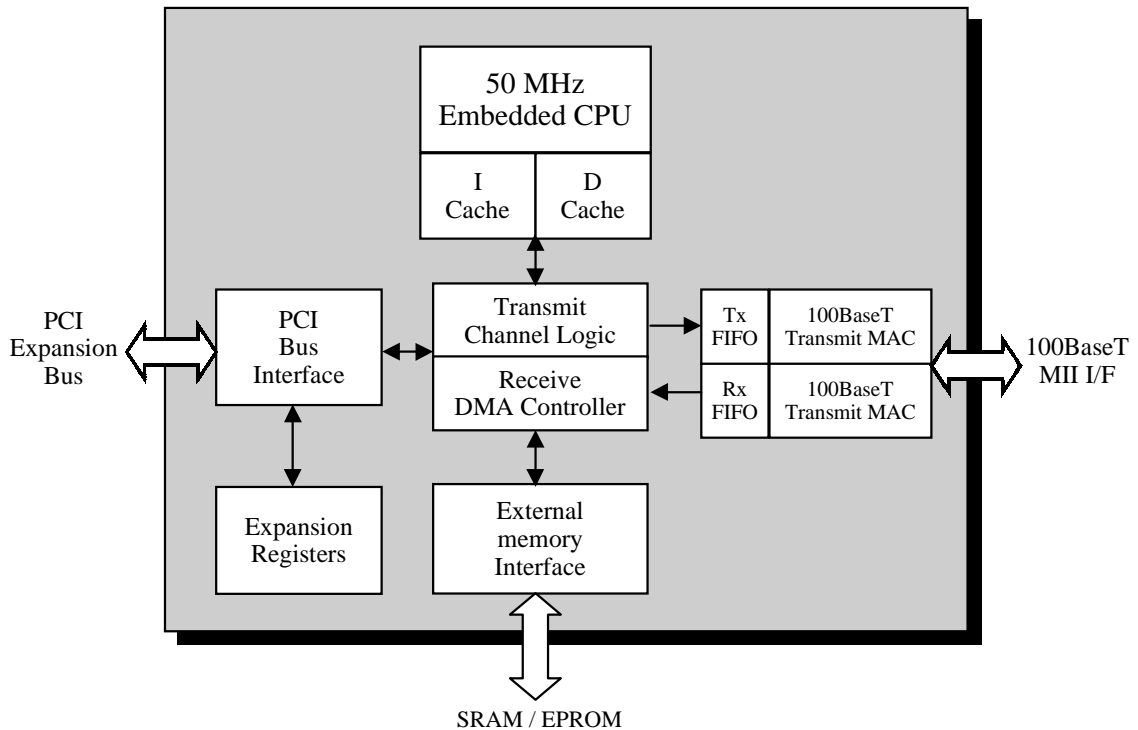 50 MHz
Embedded CPU
I
Cache
D
Cache
PCI
Expansion
Bus
PCI
Bus
Interface
Transmit
Channel Logic
Receive
DMA Controller
Tx
FIFO
100BaseT
Transmit MAC
Rx
FIFO
100BaseT
Transmit MAC
100BaseT
MII I/F
Expansion
Registers
External
memory
Interface
SRAM / EPROM